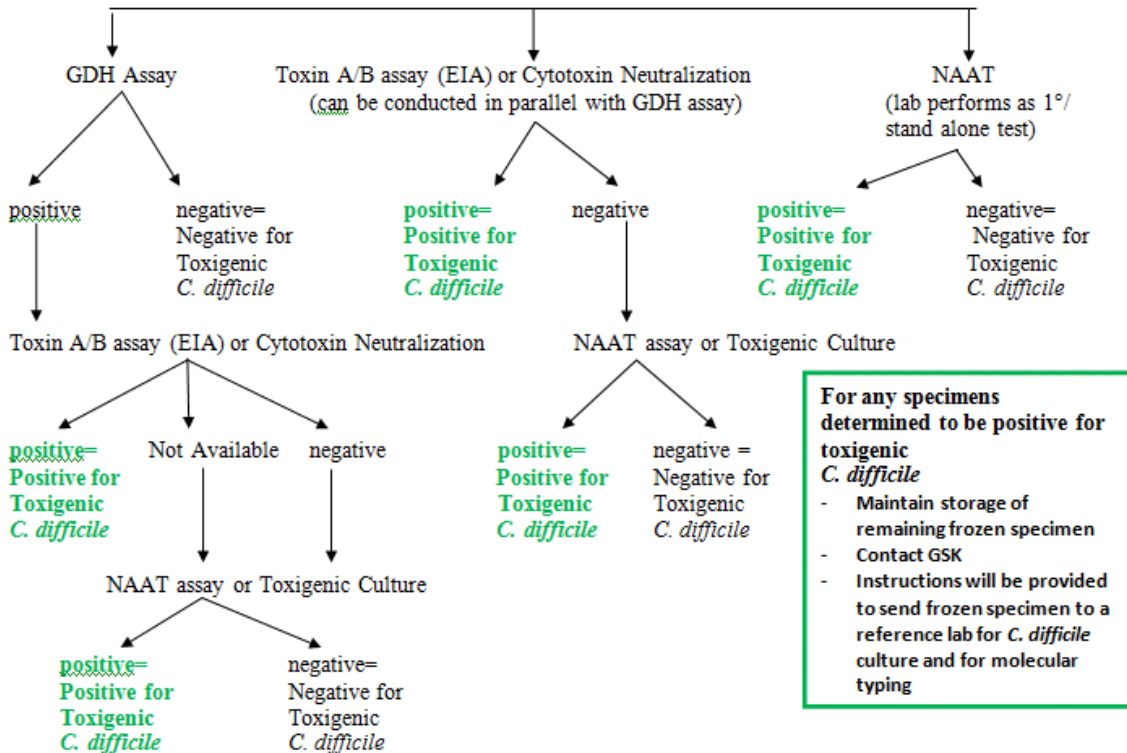 GDH Assay
Toxin A/B assay (EIA) or Cytotoxin Neutralization
(can be conducted in parallel with GDH assay)
NAAT
(lab performs as 1°/
stand alone test)
positive
negative=
Negative for
Toxigenic
C. difficile
positive=
Positive for
Toxigenic
C. difficile
negative
positive=
Positive for
Toxigenic
C. difficile
negative=
Negative for
Toxigenic
C. difficile
Toxin A/B assay (EIA) or Cytotoxin Neutralization
NAAT assay or Toxigenic Culture
positive=
Positive for
Toxigenic
C. difficile
Not Available
negative
positive=
Positive for
Toxigenic
C. difficile
negative =
Negative for
Toxigenic
C. difficile
NAAT assay or Toxigenic Culture
positive=
Positive for
Toxigenic
C. difficile
negative=
Negative for
Toxigenic
C. difficile
For any specimens
determined to be positive for
toxigenic
C. difficile
- Maintain storage of
remaining frozen specimen
- Contact GSK
- Instructions will be provided
to send frozen specimen to a
reference lab for C. difficile
culture and for molecular
typing